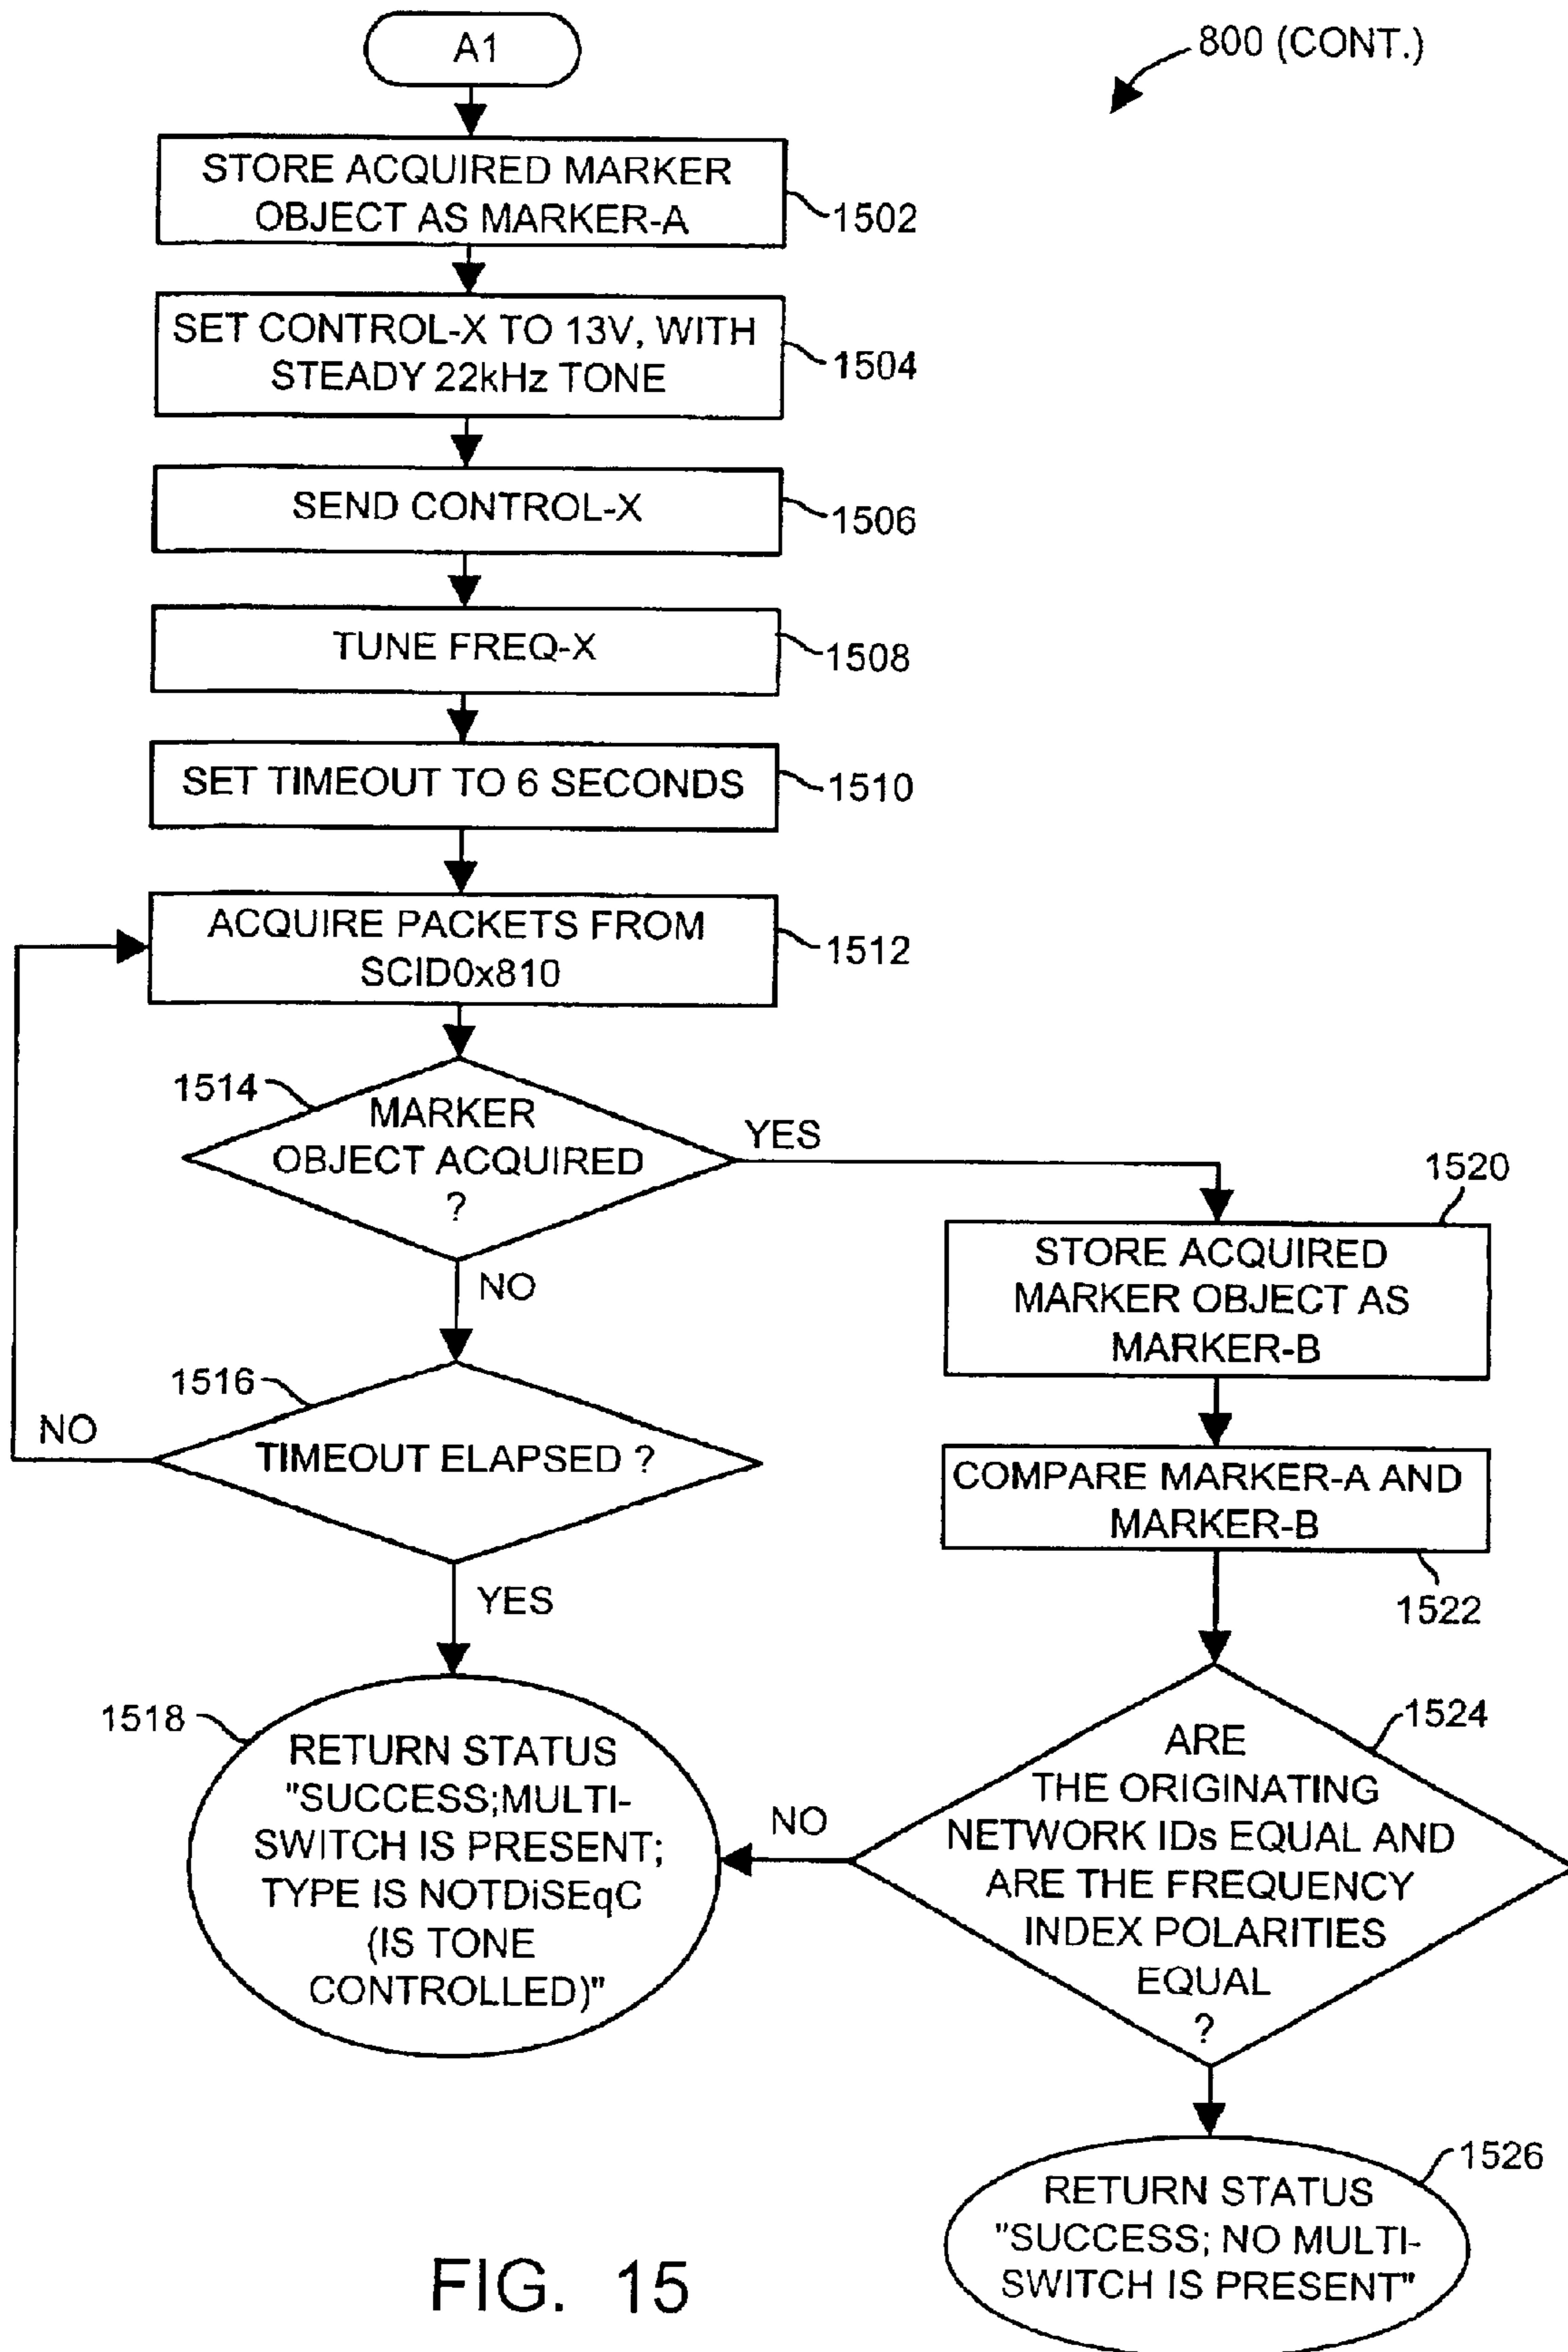 A1
800 (CONT.)
STORE ACQUIRED MARKER
OBJECT AS MARKER-A
1502
SET CONTROL-X TO 13V, WITH
STEADY 22kHz TONE
1504
SEND CONTROL-X
1506
TUNE FREQ-X
1508
SET TIMEOUT TO 6 SECONDS
1510
ACQUIRE PACKETS FROM
SCID0x810
1512
1514
MARKER
OBJECT ACQUIRED
?
YES
NO
1516
TIMEOUT ELAPSED ?
NO
YES
1518
RETURN STATUS
"SUCCESS;MULTI-
SWITCH IS PRESENT;
TYPE IS NOTDiSEqC
(IS TONE
CONTROLLED)"
1520
STORE ACQUIRED
MARKER OBJECT AS
MARKER-B
COMPARE MARKER-A AND
MARKER-B
1522
1524
ARE
THE ORIGINATING
NETWORK IDs EQUAL AND
ARE THE FREQUENCY
INDEX POLARITIES
EQUAL
?
NO
1526
RETURN STATUS
"SUCCESS; NO MULTI-
SWITCH IS PRESENT"
FIG. 15